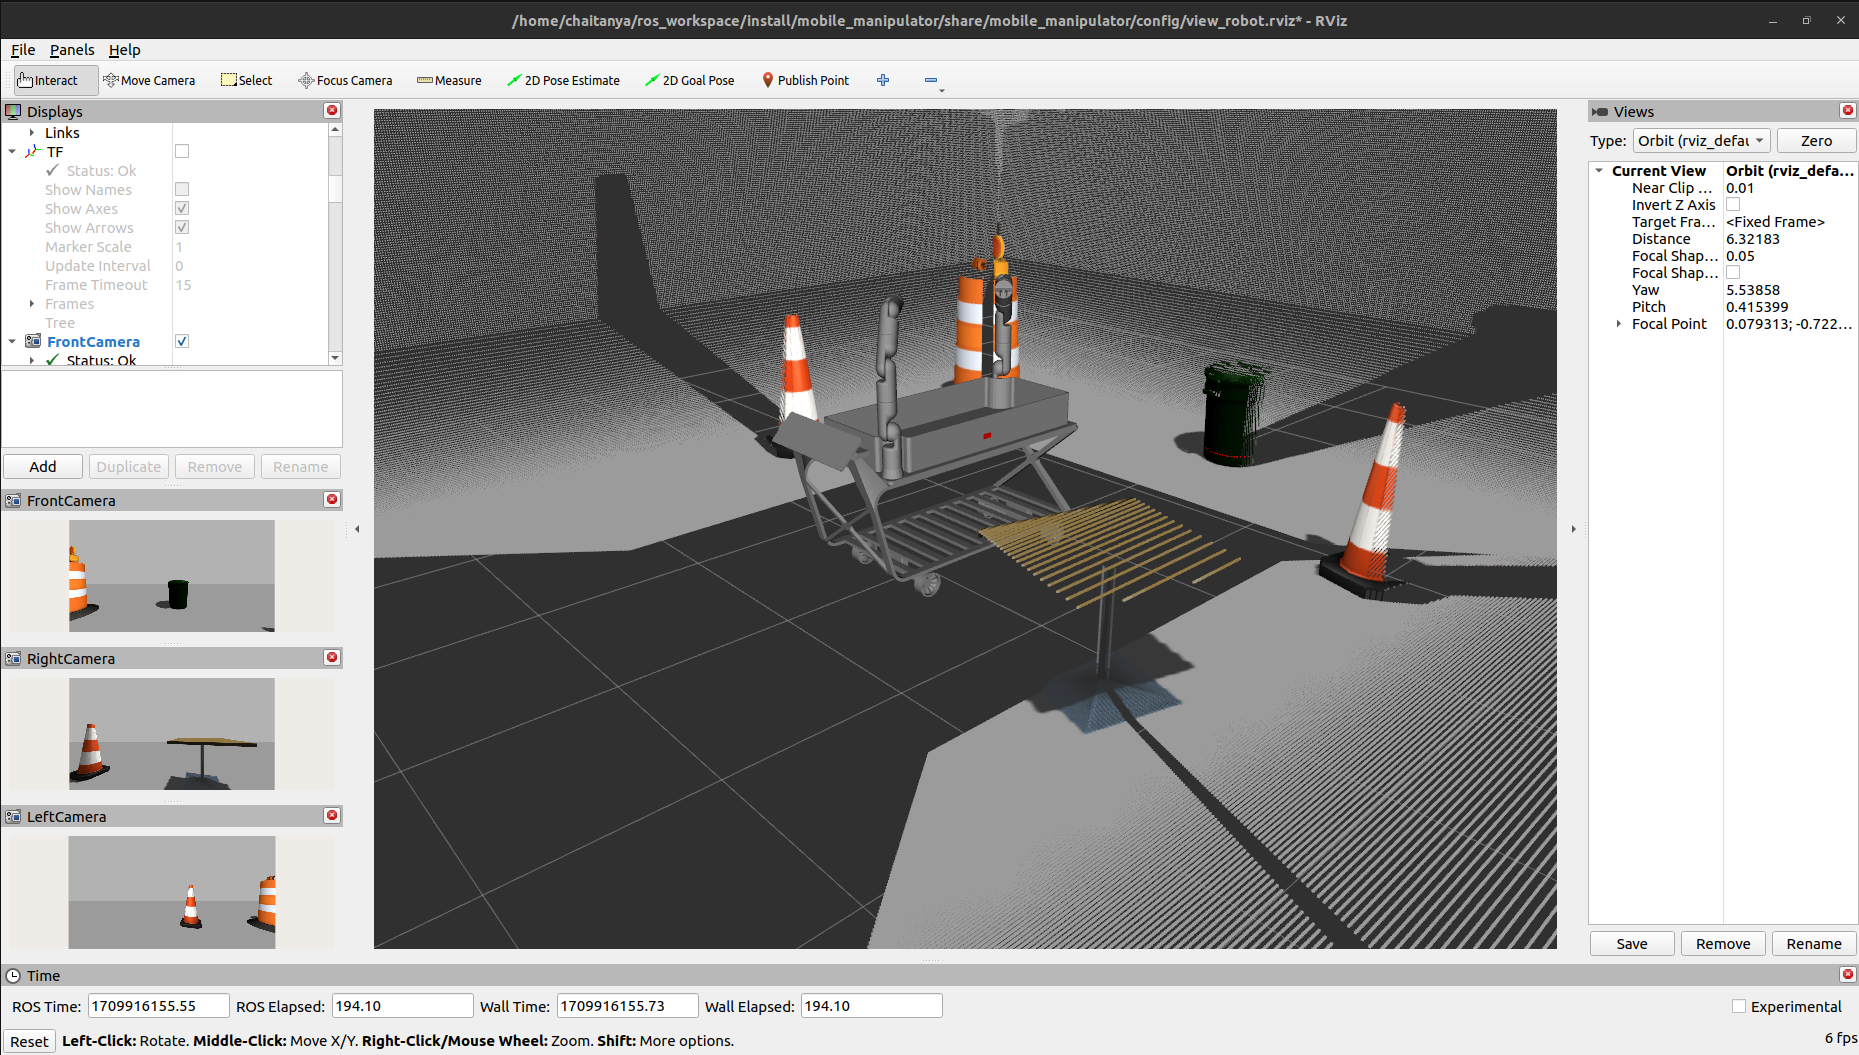 /home/chaitanya/ros_workspace/install/mobile_manipulator/share/mobile_manipulator/config/view_robot.rviz* - RViz
File Panels Help
Interact Move Camera Select Focus Camera Measure 2D Pose Estimate 2D Goal Pose Publish Point
Displays
Links
TF
Status: Ok
Show Names
Show Axes
Show Arrows
Marker Scale 1
Update Interval 0
Frame Timeout 15
Frames
Tree
FrontCamera
Status: Ok
Add Duplicate Remove Rename
FrontCamera
RightCamera
LeftCamera
Views
Type: Orbit (rviz_defau Zero
Current View Orbit (rviz_defa...
Near Clip ... 0.01
Invert Z Axis
Target Fra... <Fixed Frame>
Distance 6.32183
Focal Shap... 0.05
Focal Shap...
Yaw 5.53858
Pitch 0.415399
Focal Point 0.079313; -0.722...
Save Remove Rename
Time
ROS Time: 1709916155.55 ROS Elapsed: 194.10 Wall Time: 1709916155.73 Wall Elapsed: 194.10 Experimental
Reset Left-Click: Rotate. Middle-Click: Move X/Y. Right-Click/Mouse Wheel: Zoom. Shift: More options. 6 fps